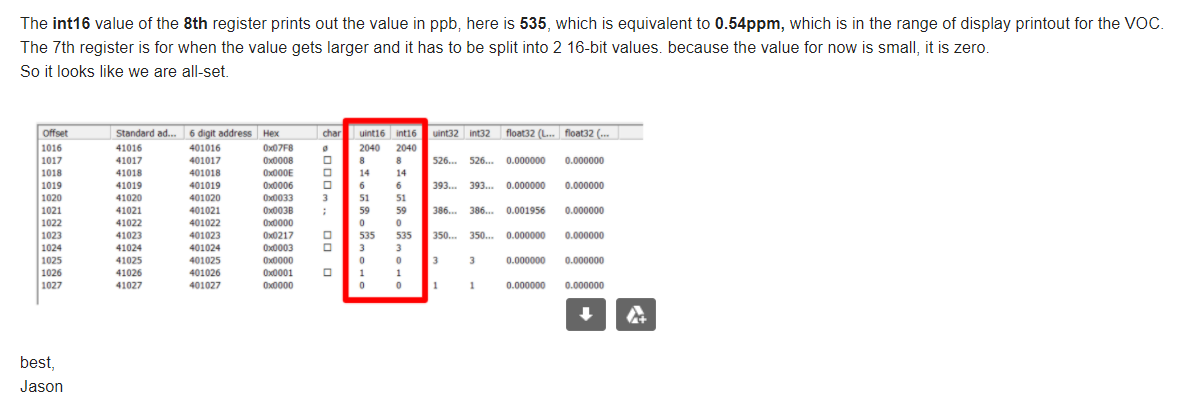 The int16 value of the 8th register prints out the value in ppb, here is 535, which is equivalent to 0.54ppm, which is in the range of display printout for the VOC.
The 7th register is for when the value gets larger and it has to be split into 2 16-bit values. because the value for now is small, it is zero.
So it looks like we are all-set.
Offset Standard ad... 6 digit address Hex char uint16 int16 uint32 int32 float32 (L... float32 (...
1016 41016 401016 0x07F8 ø 2040 2040
1017 41017 401017 0x0008 □ 8 8 526... 526... 0.000000 0.000000
1018 41018 401018 0x000E □ 14 14
1019 41019 401019 0x0006 □ 6 6 393... 393... 0.000000 0.000000
1020 41020 401020 0x0033 3 51 51
1021 41021 401021 0x003B ; 59 59 386... 386... 0.001956 0.000000
1022 41022 401022 0x0000 0 0
1023 41023 401023 0x0217 □ 535 535 350... 350... 0.000000 0.000000
1024 41024 401024 0x0003 □ 3 3
1025 41025 401025 0x0000 0 0 3 3 0.000000 0.000000
1026 41026 401026 0x0001 □ 1 1
1027 41027 401027 0x0000 0 0 1 1 0.000000 0.000000
best,
Jason